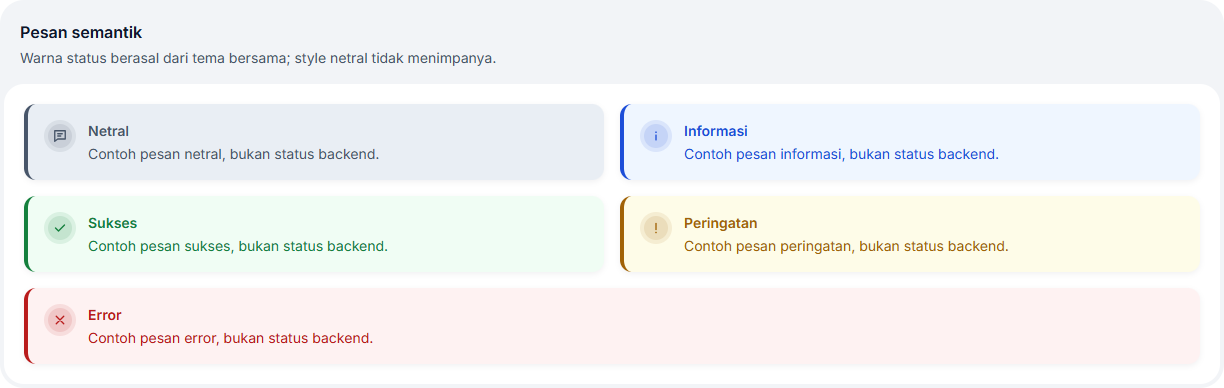 Pesan semantik
Warna status berasal dari tema bersama; style netral tidak menimpanya.
Netral
Contoh pesan netral, bukan status backend.
Informasi
Contoh pesan informasi, bukan status backend.
Sukses
Contoh pesan sukses, bukan status backend.
Peringatan
Contoh pesan peringatan, bukan status backend.
Error
Contoh pesan error, bukan status backend.